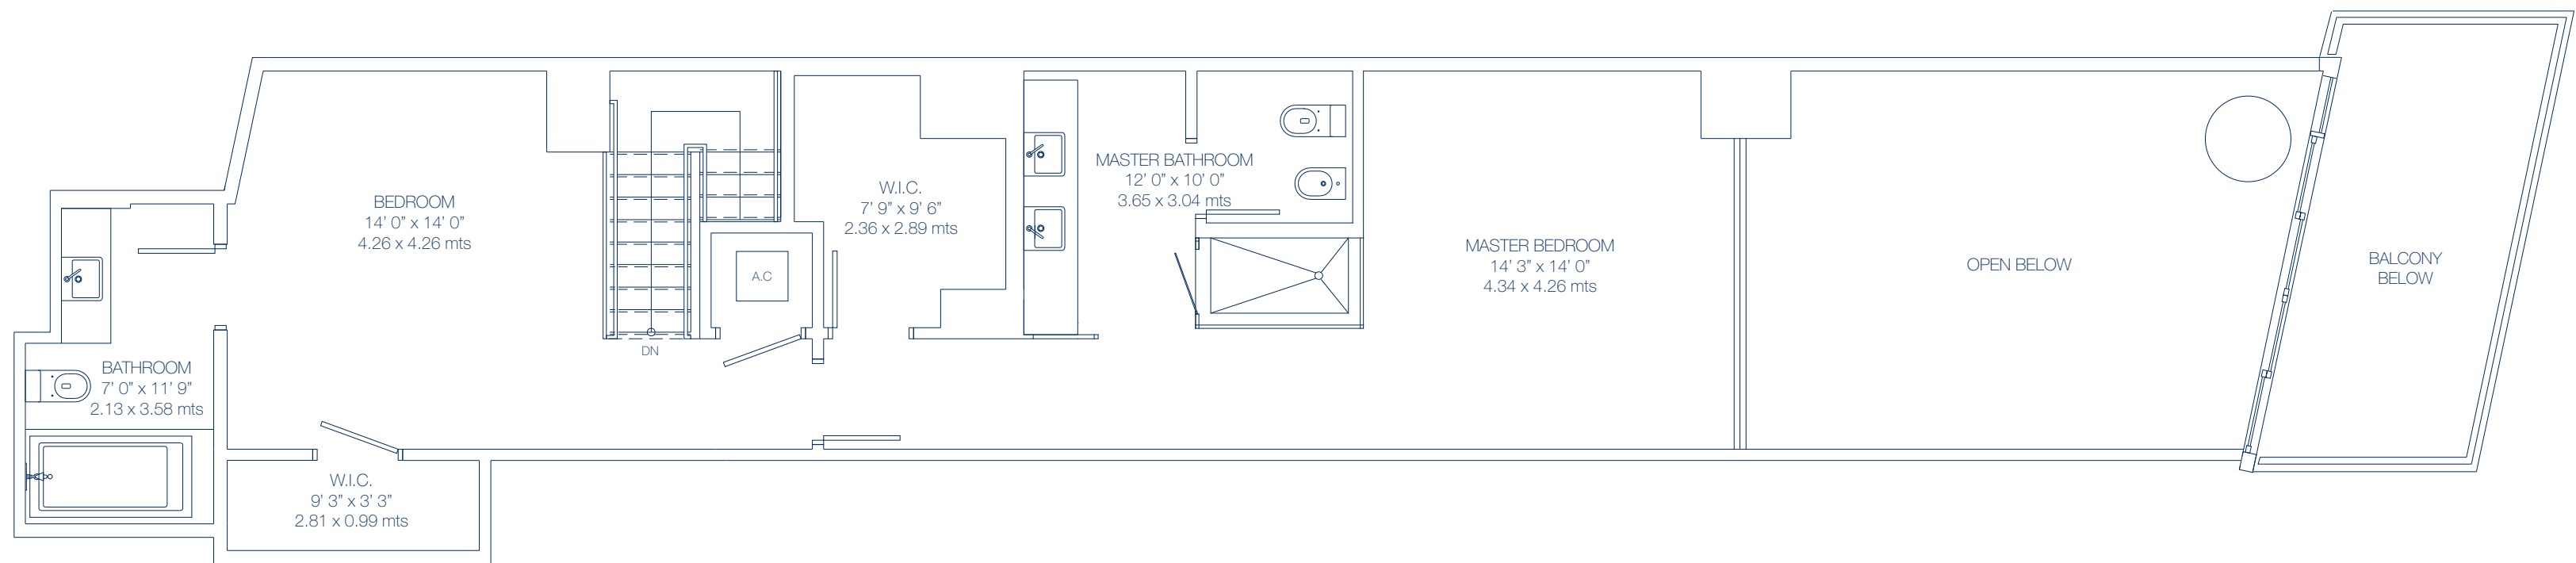 BATHROOM
7' 0" x 11' 9"
2.13 x 3.58 mts
W.I.C.
9' 3" x 3' 3"
2.81 x 0.99 mts
BEDROOM
14' 0" x 14' 0"
4.26 x 4.26 mts
DN
A.C
W.I.C.
7' 9" x 9' 6"
2.36 x 2.89 mts
MASTER BATHROOM
12' 0" x 10' 0"
3.65 x 3.04 mts
MASTER BEDROOM
14' 3" x 14' 0"
4.34 x 4.26 mts
OPEN BELOW
BALCONY
BELOW